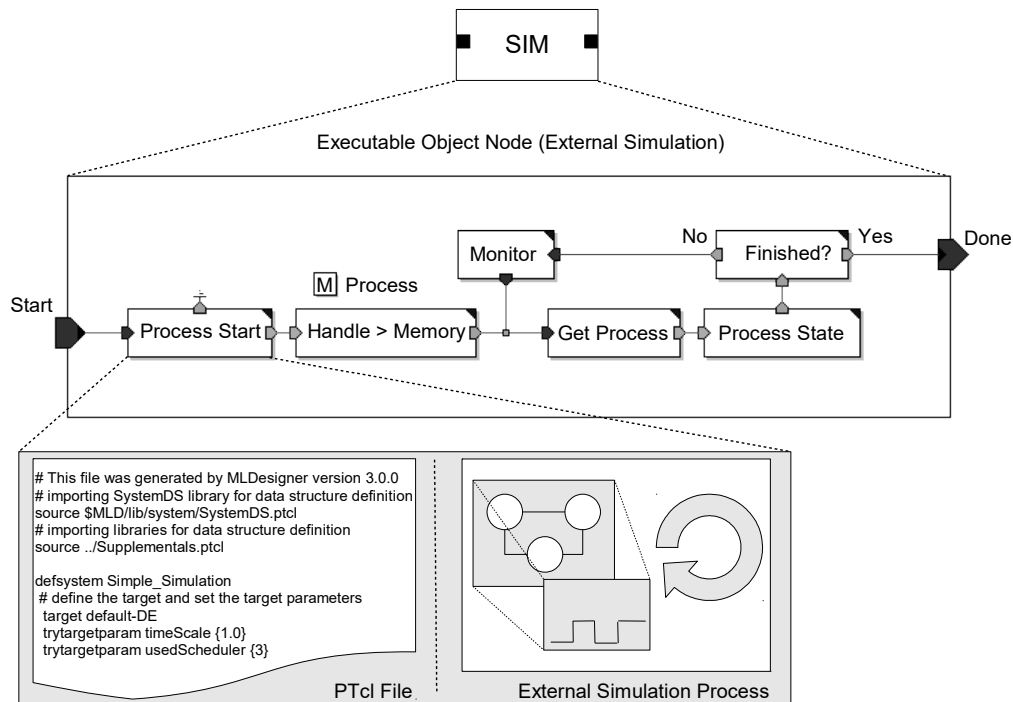 SIM
Executable Object Node (External Simulation)
No
Yes
Monitor
Finished?
Done
M Process
Start
Process Start
Handle > Memory
Get Process
Process State
# This file was generated by MLDesigner version 3.0.0
# importing SystemDS library for data structure definition
source $MLD/lib/system/SystemDS.ptcl
# importing libraries for data structure definition
source ../Supplementals.ptcl
defsystem Simple_Simulation
# define the target and set the target parameters
target default-DE
trytargetparam timeScale {1.0}
trytargetparam usedScheduler {3}
PTcl File
External Simulation Process